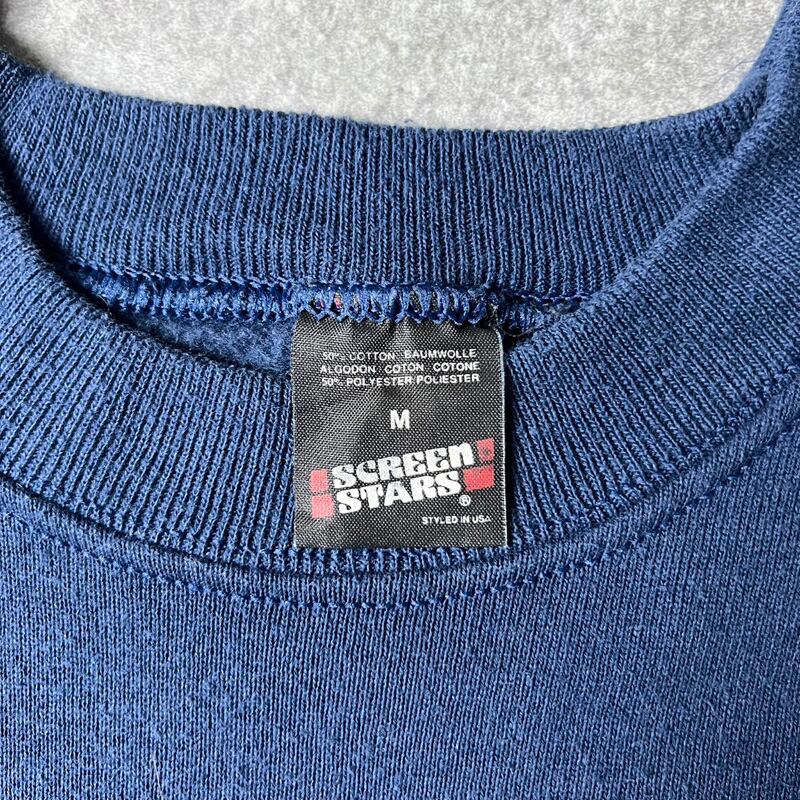 50% COTTON BAUMWOLLE
ALGODON COTON COTONE
50% POLYESTER/POLIESTER
M
SCREEN
STARS®
STYLED IN USA